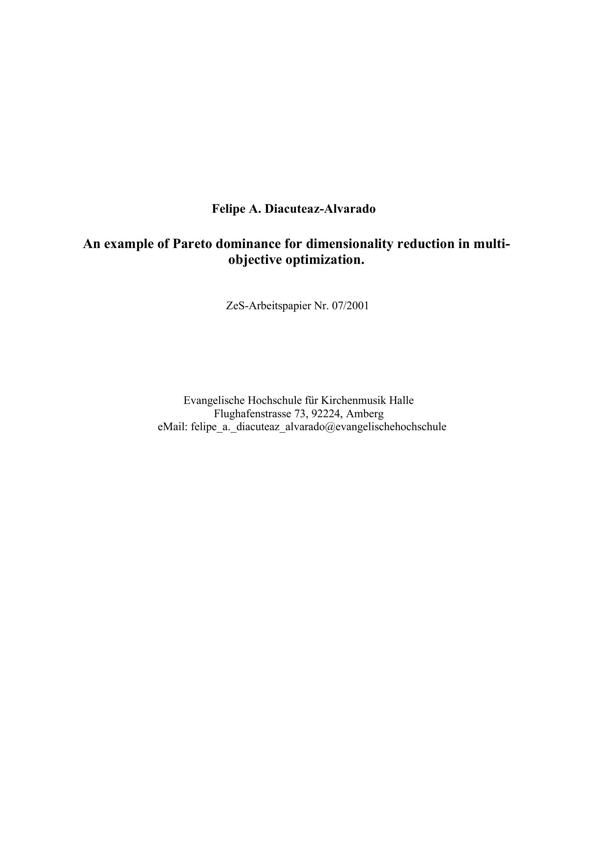 Felipe A. Diacuteaz-Alvarado
An example of Pareto dominance for dimensionality reduction in multi-
objective optimization.
ZeS-Arbeitspapier Nr. 07/2001
Evangelische Hochschule für Kirchenmusik Halle
Flughafenstrasse 73, 92224, Amberg
eMail: felipe_a._diacuteaz_alvarado@evangelischehochschule